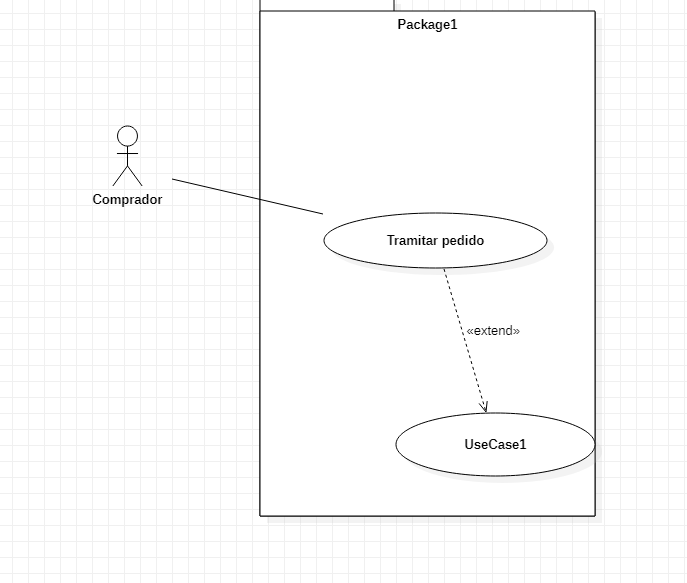 Package1
Comprador
Tramitar pedido
«extend»
UseCase1